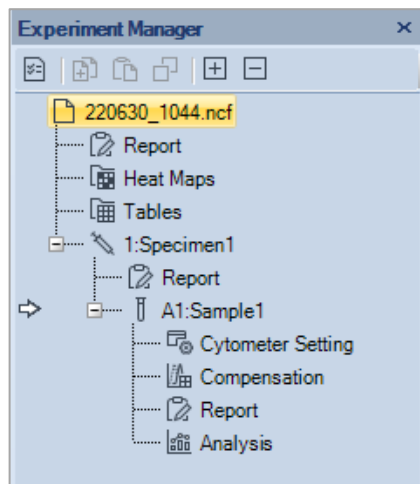 Experiment Manager
220630_1044.ncf
Report
Heat Maps
Tables
1:Specimen1
Report
A1:Sample1
Cytometer Setting
Compensation
Report
Analysis